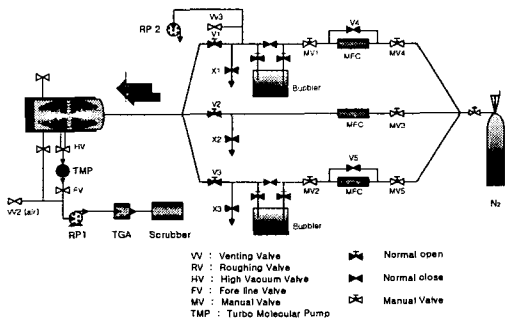 RP 2
VV3
V1
V4
MV1
MFC
MV4
X1
Bubbler
V2
MFC
MV3
X2
HV
TMP
FV
VV2 (air)
RP1
TGA
Scrubber
V3
V5
MV2
MFC
MV5
X3
Bubbler
N₂
VV : Venting Valve
RV : Roughing Valve
HV : High Vacuum Valve
FV : Fore line Valve
MV : Manual Valve
TMP : Turbo Molecular Pump
Normal open
Normal close
Manual Valve